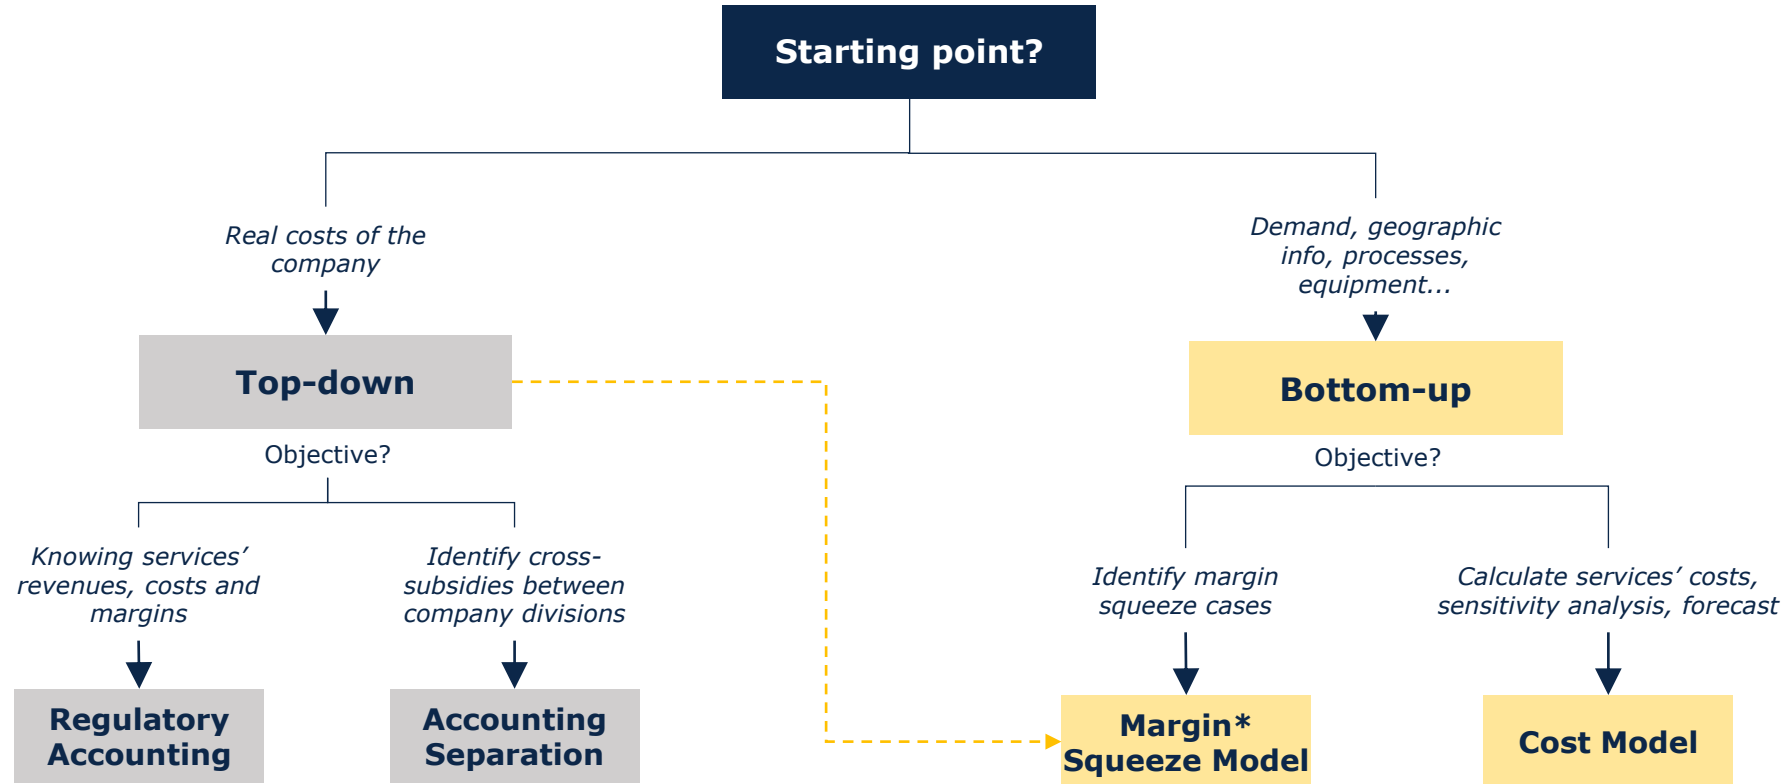 Starting point?
Real costs of the
company
Demand, geographic
info, processes,
equipment…
Top-down
Bottom-up
Objective?
Objective?
Knowing services’
revenues, costs and
margins
Identify cross-
subsidies between
company divisions
Identify margin
squeeze cases
Calculate services’ costs,
sensitivity analysis, forecast
Regulatory
Accounting
Accounting
Separation
Margin*
Squeeze Model
Cost Model